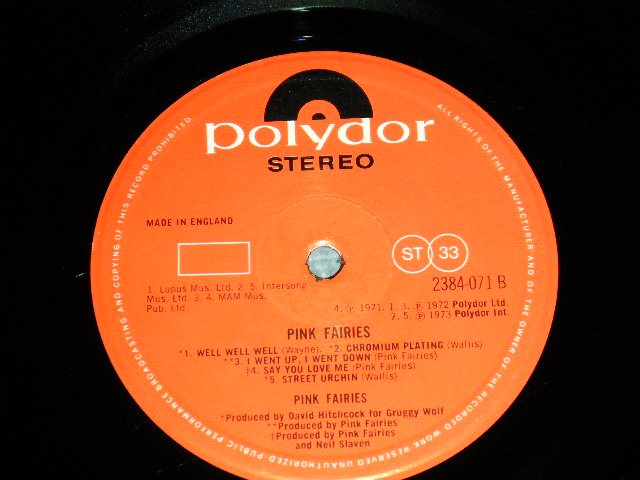 polydor
STEREO
ALL RIGHTS OF THE MANUFACTURER AND OF THE OWNER OF THE RECORDED WORK RESERVED UNAUTHORIZED PUBLIC PERFORMANCE BROADCASTING AND COPYING OF THIS RECORD PROHIBITED
MADE IN ENGLAND
ST 33
2384-071 B
1. Lupus Mus. Ltd. 2. 5. Intersong
Mus. Ltd. 3. 4. MAM Mus.
Pub. Ltd.
4. ℗ 1971. 1. 3. ℗ 1972 Polydor Ltd.
2, 5. ℗ 1973 Polydor Int.
PINK FAIRIES
*1. WELL WELL WELL (Wayne). *2. CHROMIUM PLATING (Wallis)
**3. I WENT UP, I WENT DOWN (Pink Fairies)
†4. SAY YOU LOVE ME (Pink Fairies)
*5. STREET URCHIN (Wallis)
PINK FAIRIES
*Produced by David Hitchcock for Gruggy Wolf
**Produced by Pink Fairies
†Produced by Pink Fairies
and Neil Slaven